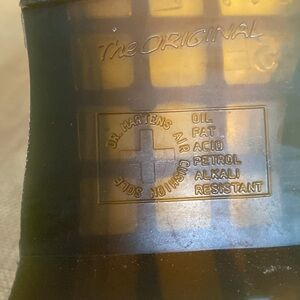 The ORIGINAL
DR. MARTENS AIR CUSHION SOLE
OIL
FAT
ACID
PETROL
ALKALI
RESISTANT